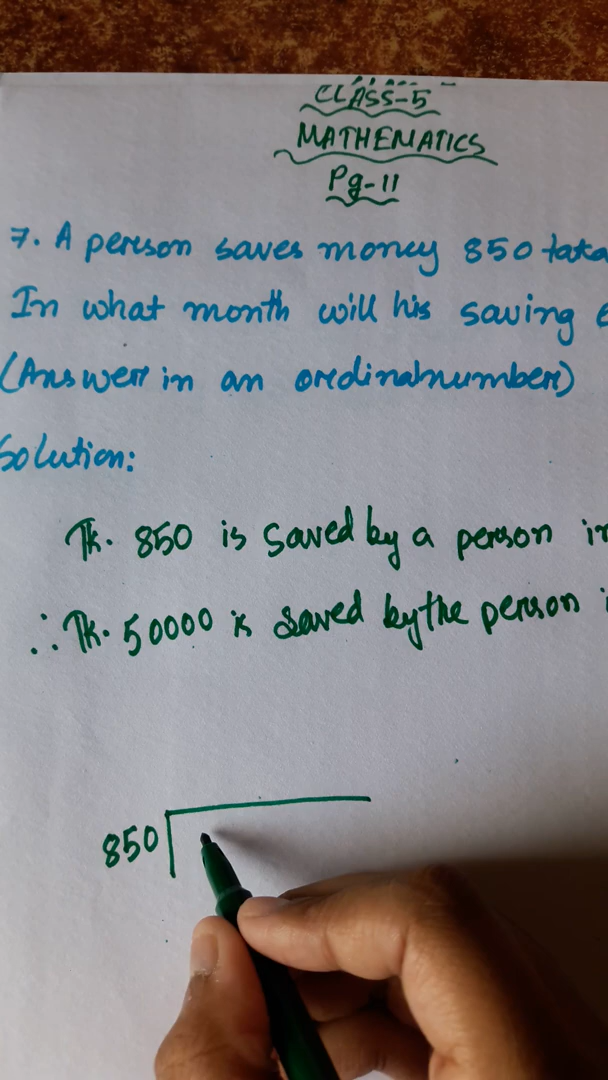 CLASS-5
MATHEMATICS
Pg-11
7. A person saves money 850 taka
In what month will his saving
(Answer in an ordinal number)
Solution:
Tk. 850 is saved by a person in
∴ Tk. 50000 is saved by the person
850